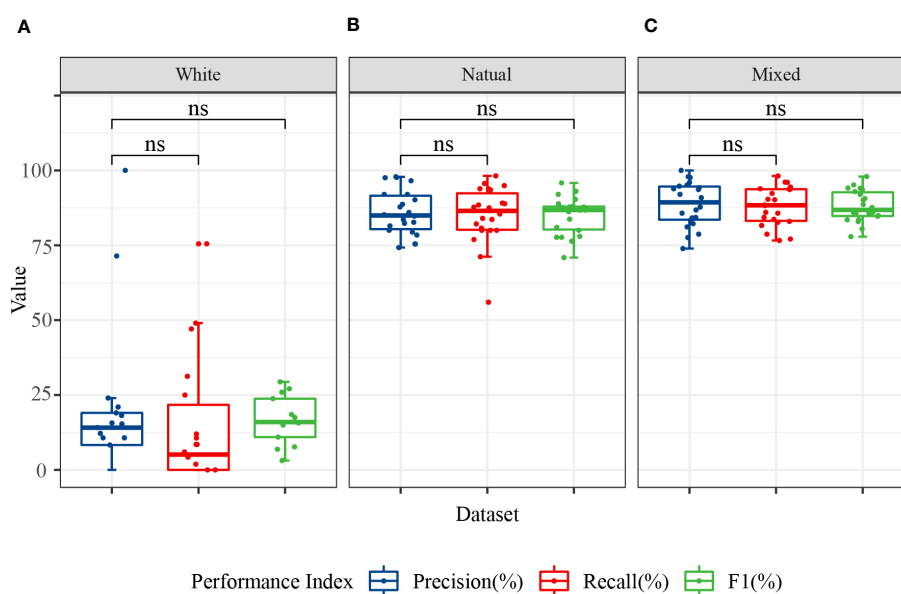 A
B
C
White
Natual
Mixed
ns
ns
ns
ns
ns
ns
100
75
50
25
0
Value
Dataset
Performance Index
Precision(%)
Recall(%)
F1(%)